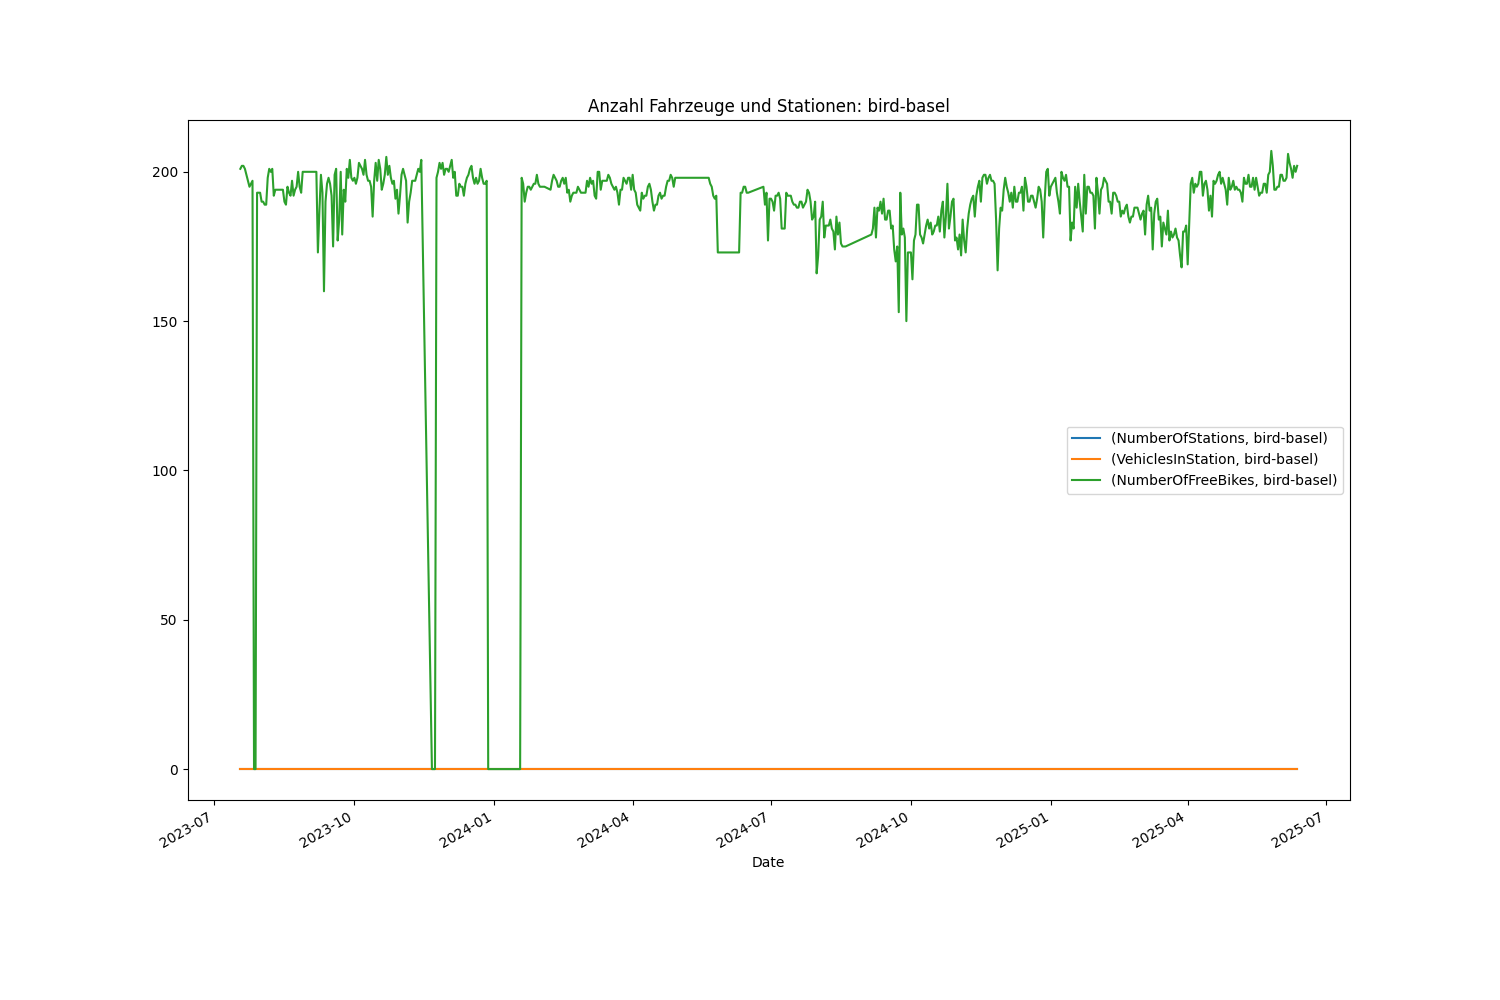 Anzahl Fahrzeuge und Stationen: bird-basel
200
150
100
50
0
(NumberOfStations, bird-basel)
(VehiclesInStation, bird-basel)
(NumberOfFreeBikes, bird-basel)
2023-07
2023-10
2024-01
2024-04
2024-07
2024-10
2025-01
2025-04
2025-07
Date